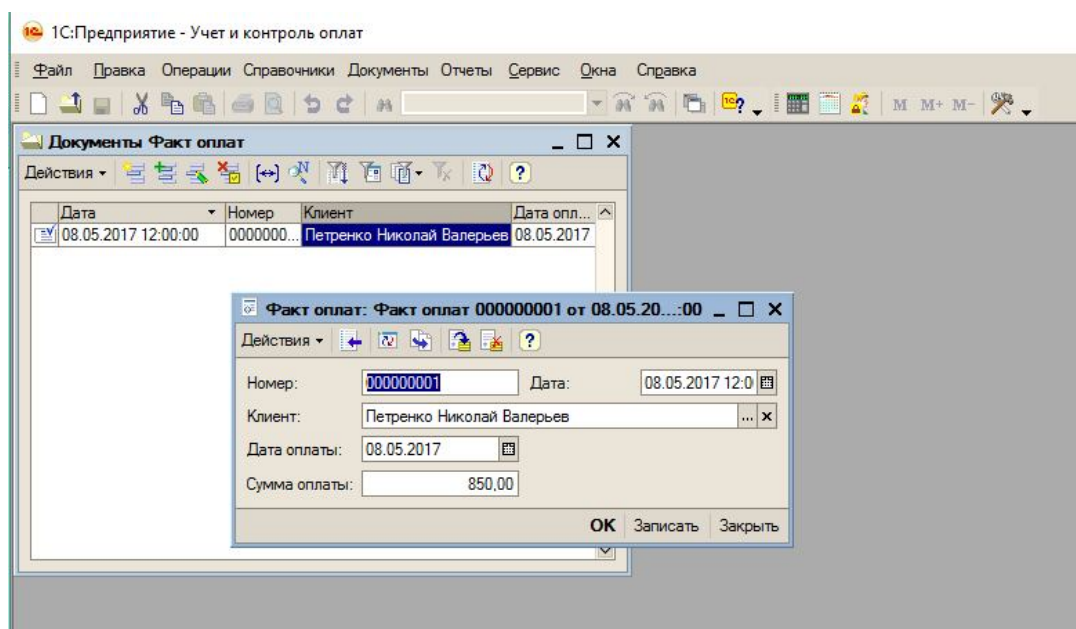 1С:Предприятие - Учет и контроль оплат
Файл Правка Операции Справочники Документы Отчеты Сервис Окна Справка
M M+ M-
Документы Факт оплат
Действия
Дата Номер Клиент Дата опл...
08.05.2017 12:00:00 0000000... Петренко Николай Валерьев 08.05.2017
Факт оплат: Факт оплат 000000001 от 08.05.20...:00
Действия
Номер: 000000001 Дата: 08.05.2017 12:0
Клиент: Петренко Николай Валерьев ...
Дата оплаты: 08.05.2017
Сумма оплаты: 850,00
OK Записать Закрыть